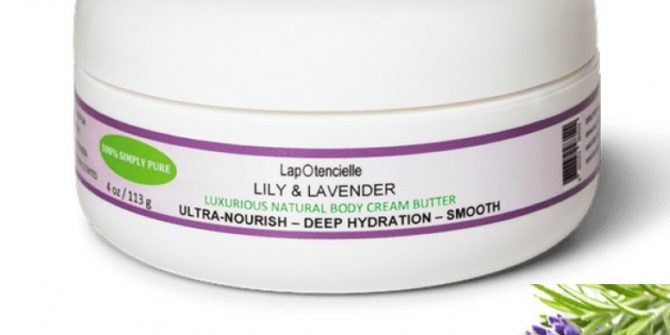 100% SIMPLY PURE
4 oz / 113 g
LapOtencielle
LILY & LAVENDER
LUXURIOUS NATURAL BODY CREAM BUTTER
ULTRA-NOURISH – DEEP HYDRATION – SMOOTH